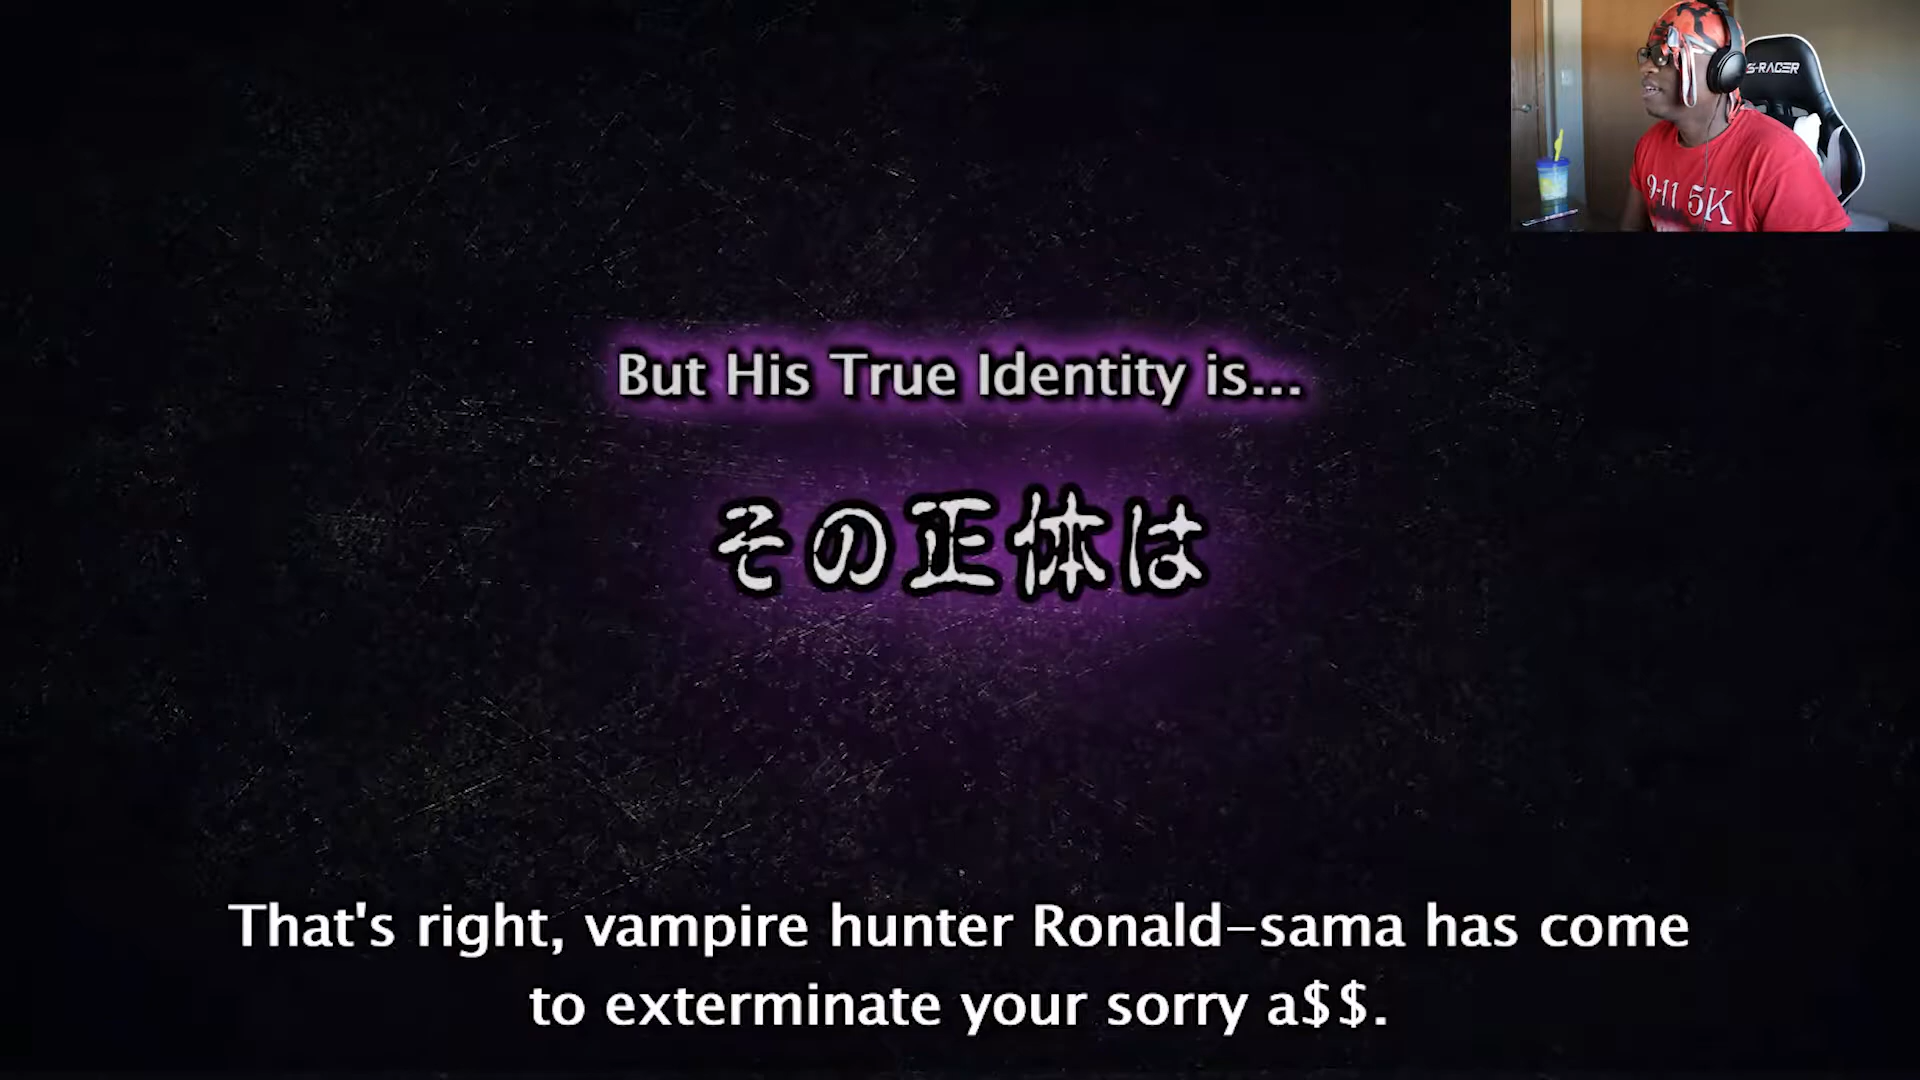 S-RACER
9-11 5K
But His True Identity is...
その正体は
That's right, vampire hunter Ronald-sama has come
to exterminate your sorry a$$.